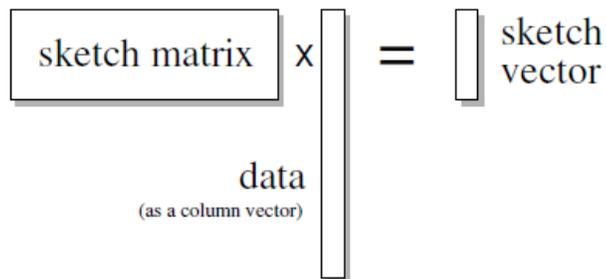 sketch matrix x = sketch
vector
data
(as a column vector)